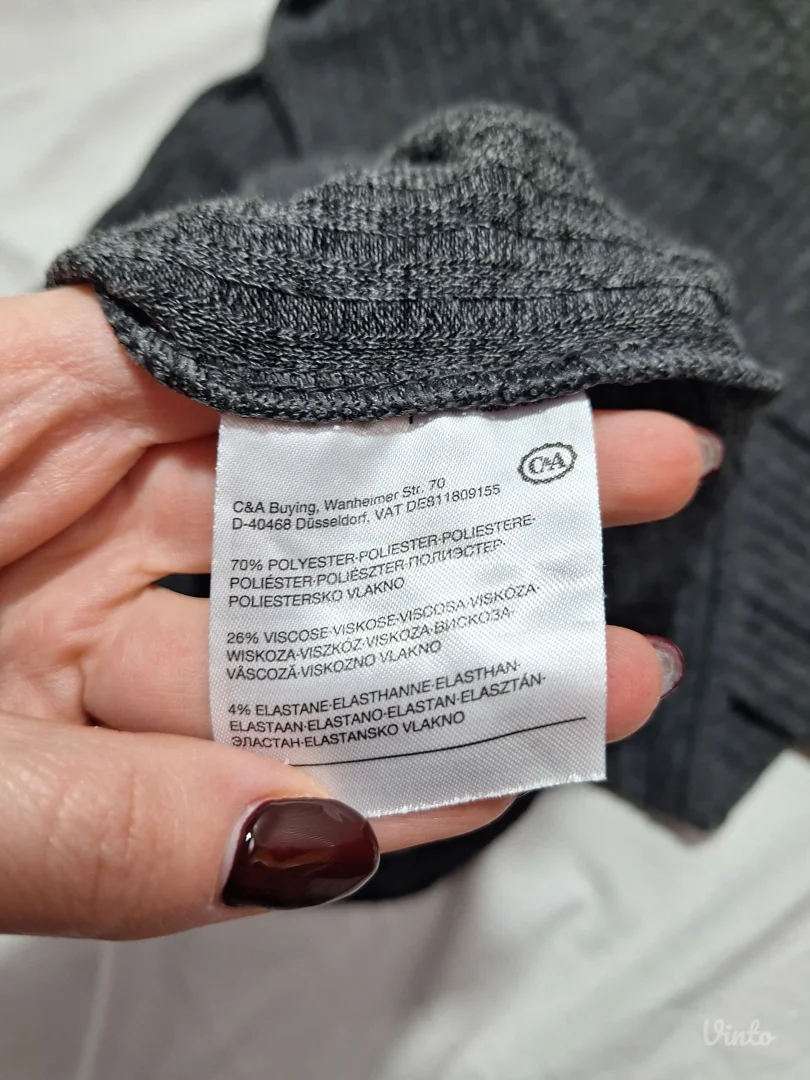 C&A
C&A Buying, Wanheimer Str. 70
D-40468 Düsseldorf, VAT DE811809155
70% POLYESTER·POLIESTER·POLIESTERE·
POLIÉSTER·POLIÉSZTER·ПОЛИЭСТЕР·
POLIESTERSKO VLAKNO
26% VISCOSE·VISKOSE·VISCOSA·VISKÓZA·
WISKOZA·VISZKÓZ·VISKOZA·ВИСКОЗА·
VÂSCOZĂ·VISKOZNO VLAKNO
4% ELASTANE·ELASTHANNE·ELASTHAN·
ELASTAAN·ELASTANO·ELASTAN·ELASZTÁN·
ЭЛАСТАН·ELASTANSKO VLAKNO
Vinto